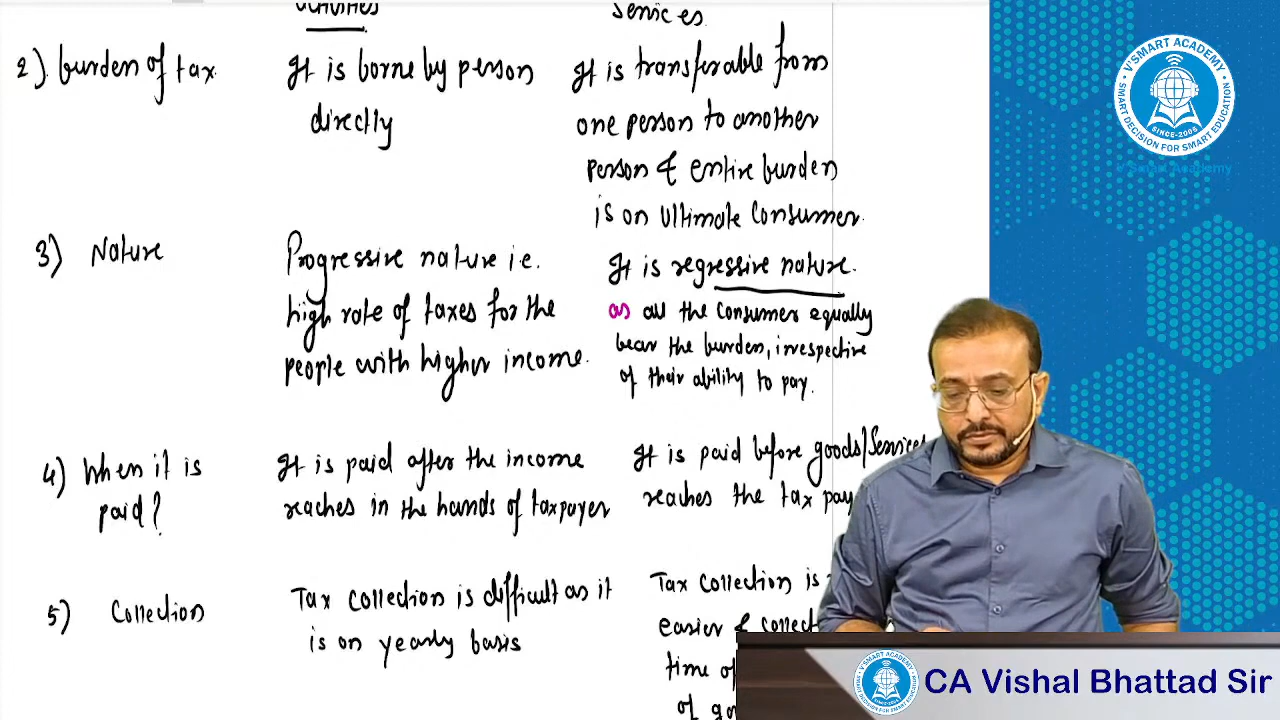 activities
services.
2) burden of tax.
It is borne by person
directly
It is transferable from
one person to another
person & entire burden
is on ultimate consumer.
3) Nature
Progressive nature i.e.
high rate of taxes for the
people with higher income.
It is regressive nature.
as all the consumer equally
bear the burden, irrespective
of their ability to pay.
4) When it is
paid?
It is paid after the income
reaches in the hands of taxpayer
It is paid before goods/Services
reaches the tax pay
5) Collection
Tax collection is difficult as it
is on yearly basis
Tax collection is
easier & collect
time of
of go
V'SMART ACADEMY
SINCE-2005
SMART DECISION FOR SMART EDUCATION
V'Smart Academy
CA Vishal Bhattad Sir